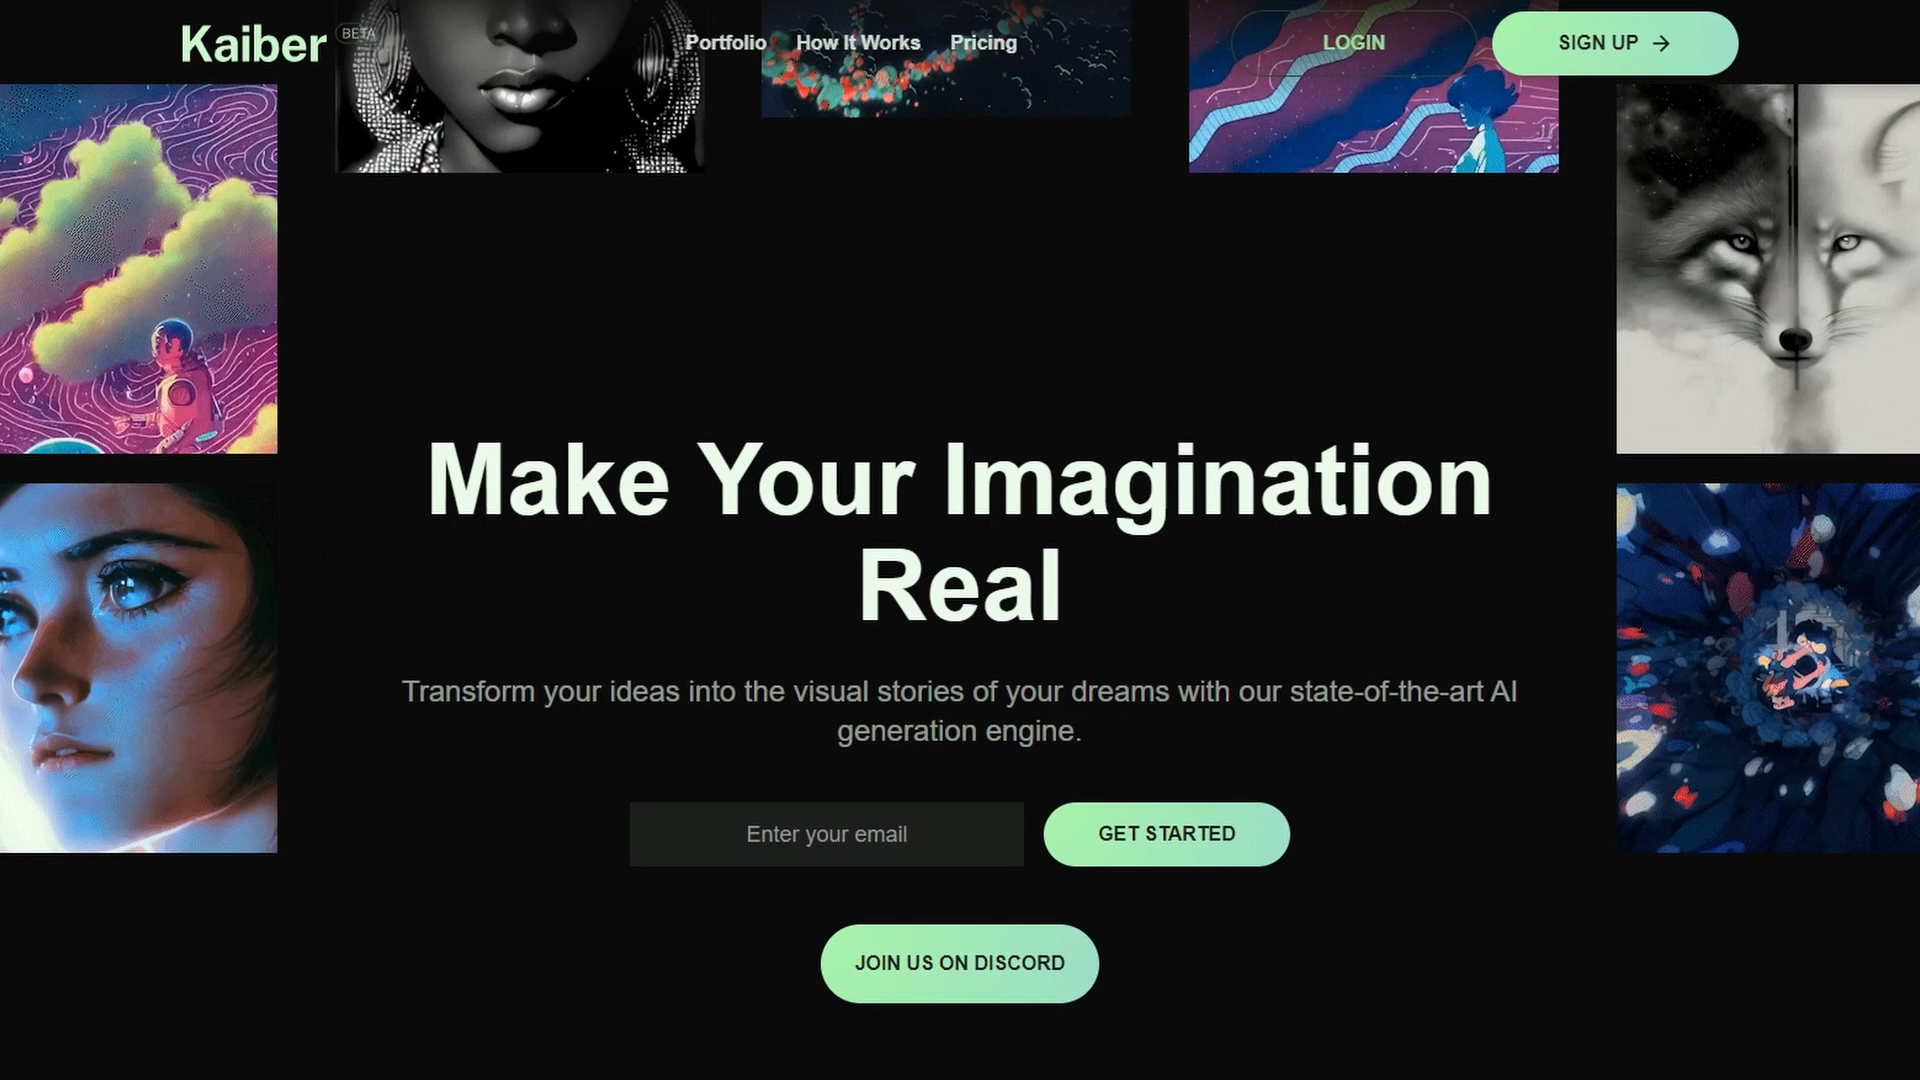 Kaiber BETA
Portfolio How It Works Pricing
LOGIN
SIGN UP →
Make Your Imagination
Real
Transform your ideas into the visual stories of your dreams with our state-of-the-art AI
generation engine.
Enter your email
GET STARTED
JOIN US ON DISCORD